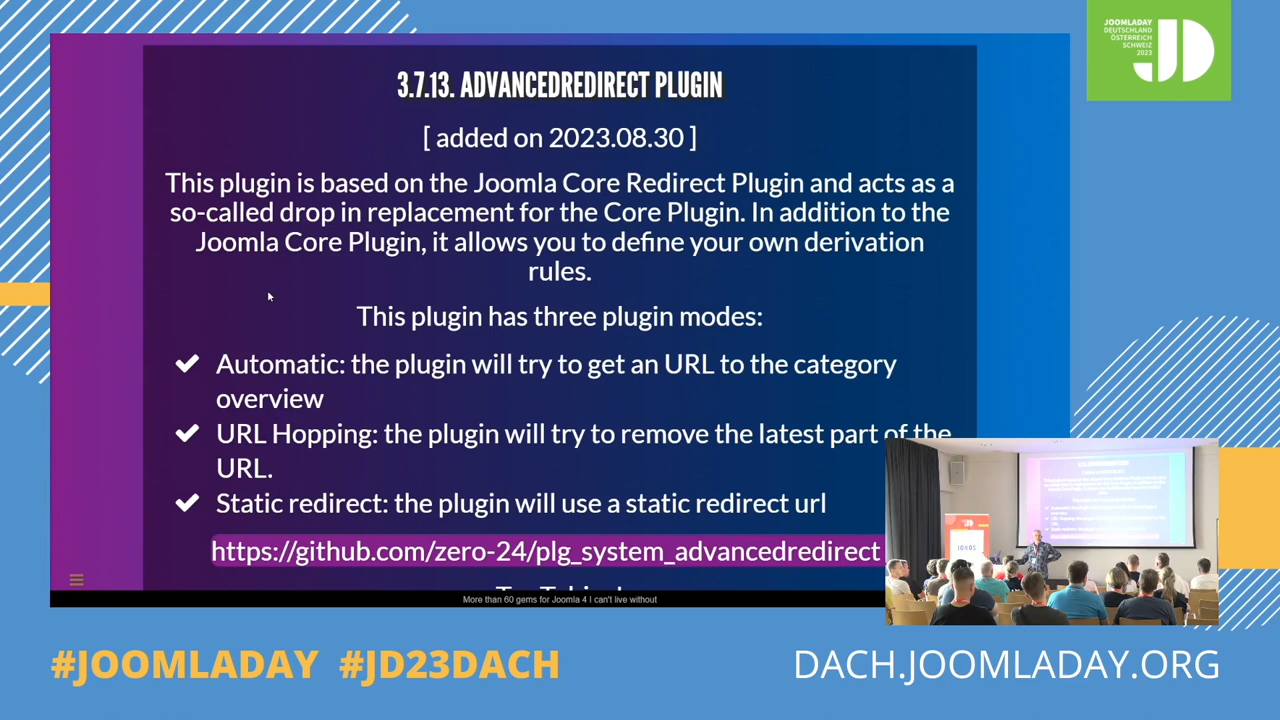 JOOMLADAY
DEUTSCHLAND
ÖSTERREICH
SCHWEIZ
2023
JD
3.7.13. ADVANCEDREDIRECT PLUGIN
[ added on 2023.08.30 ]
This plugin is based on the Joomla Core Redirect Plugin and acts as a
so-called drop in replacement for the Core Plugin. In addition to the
Joomla Core Plugin, it allows you to define your own derivation
rules.
This plugin has three plugin modes:
Automatic: the plugin will try to get an URL to the category
overview
URL Hopping: the plugin will try to remove the latest part of the
URL.
Static redirect: the plugin will use a static redirect url
https://github.com/zero-24/plg_system_advancedredirect
More than 60 gems for Joomla 4 I can't live without
IONOS
#JOOMLADAY #JD23DACH
DACH.JOOMLADAY.ORG